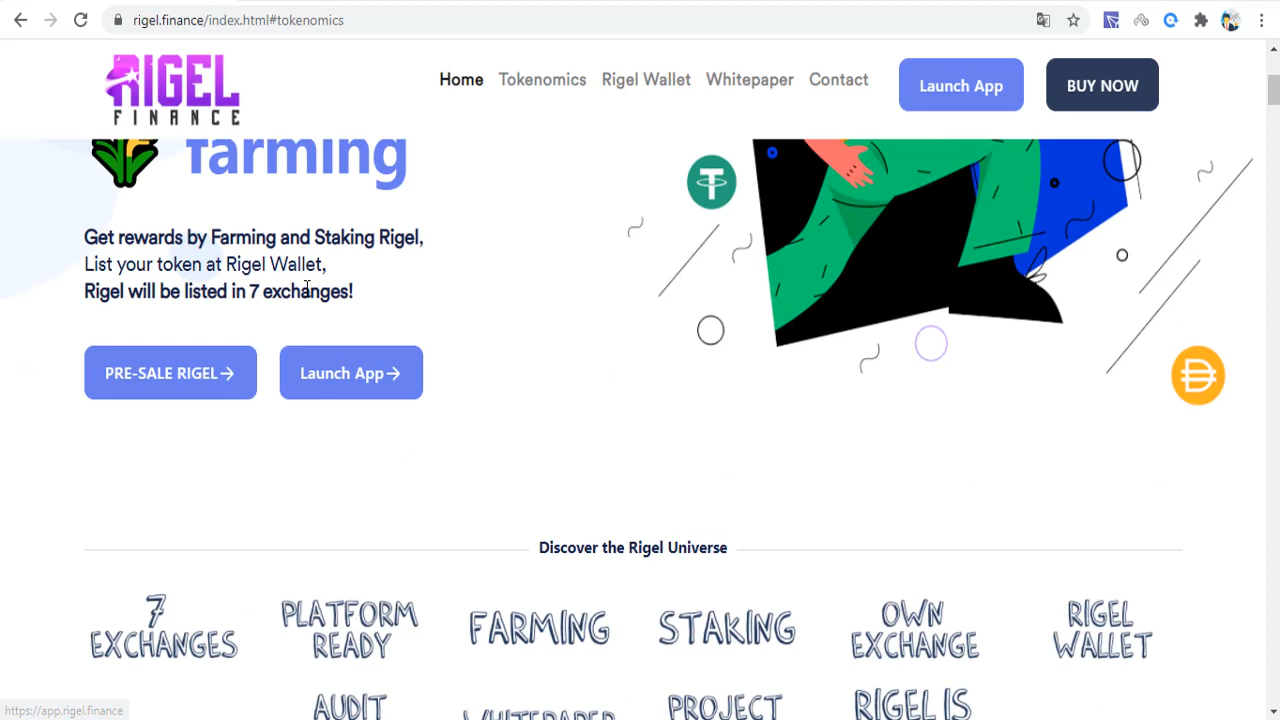 rigel.finance/index.html#tokenomics
RIGEL
FINANCE
Home
Tokenomics
Rigel Wallet
Whitepaper
Contact
Launch App
BUY NOW
farming
Get rewards by Farming and Staking Rigel,
List your token at Rigel Wallet,
Rigel will be listed in 7 exchanges!
PRE-SALE RIGEL→
Launch App→
Discover the Rigel Universe
7
EXCHANGES
PLATFORM
READY
FARMING
STAKING
OWN
EXCHANGE
RIGEL
WALLET
AUDIT
WHITEPAPER
PROJECT
RIGEL IS
https://app.rigel.finance